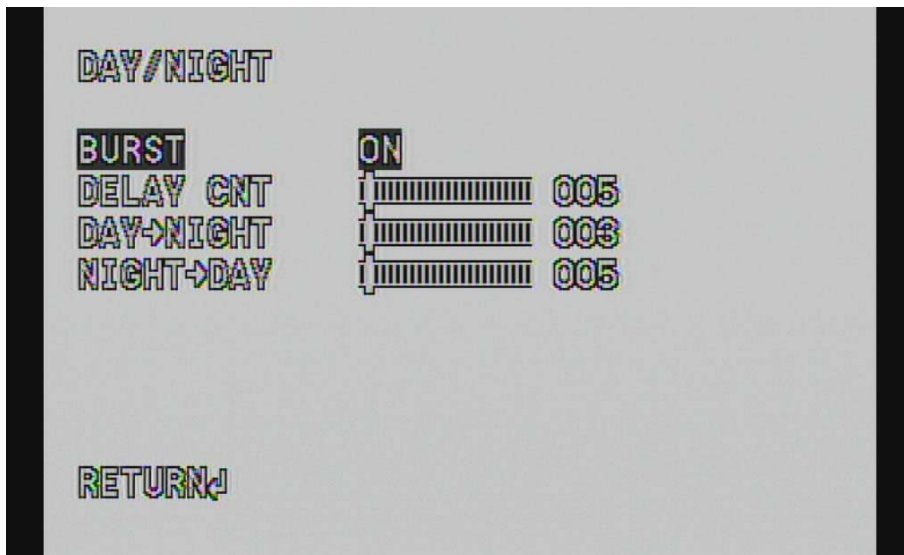 DAY/NIGHT
BURST ON
DELAY CNT 005
DAY→NIGHT 003
NIGHT→DAY 005
RETURN↲